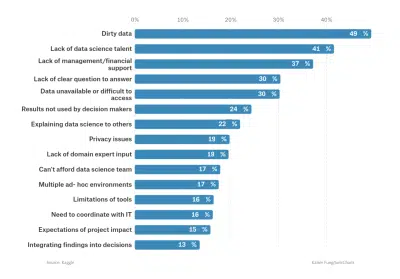 0% 10% 20% 30% 40%
Dirty data 49 %
Lack of data science talent 41 %
Lack of management/financial
support 37 %
Lack of clear question to answer 30 %
Data unavailable or difficult to
access 30 %
Results not used by decision makers 24 %
Explaining data science to others 22 %
Privacy issues 19 %
Lack of domain expert input 18 %
Can't afford data science team 17 %
Multiple ad- hoc environments 17 %
Limitations of tools 16 %
Need to coordinate with IT 16 %
Expectations of project impact 15 %
Integrating findings into decisions 13 %
Source: Kaggle